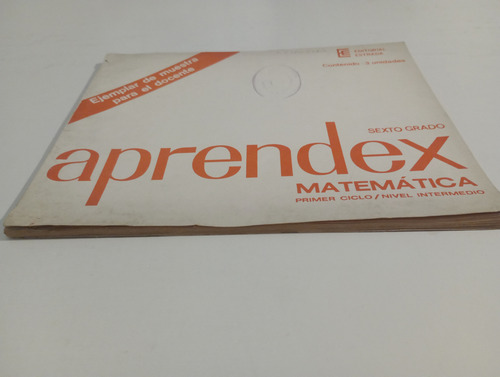 Ejemplar de muestra
para el docente
EDITORIAL
ESTRADA
Contenido: 3 unidades
SEXTO GRADO
aprendex
MATEMÁTICA
PRIMER CICLO/NIVEL INTERMEDIO